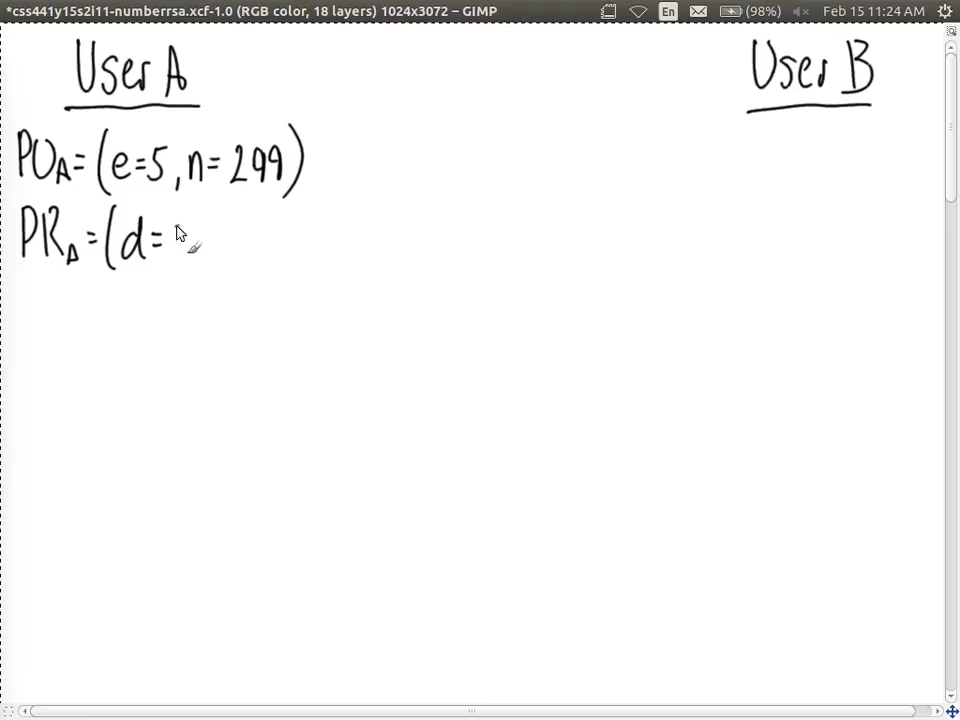 *css441y15s2i11-numberrsa.xcf-1.0 (RGB color, 18 layers) 1024x3072 – GIMP En (98%) Feb 15 11:24 AM
User A User B
PU_A=(e=5,n=299)
PR_A=(d=